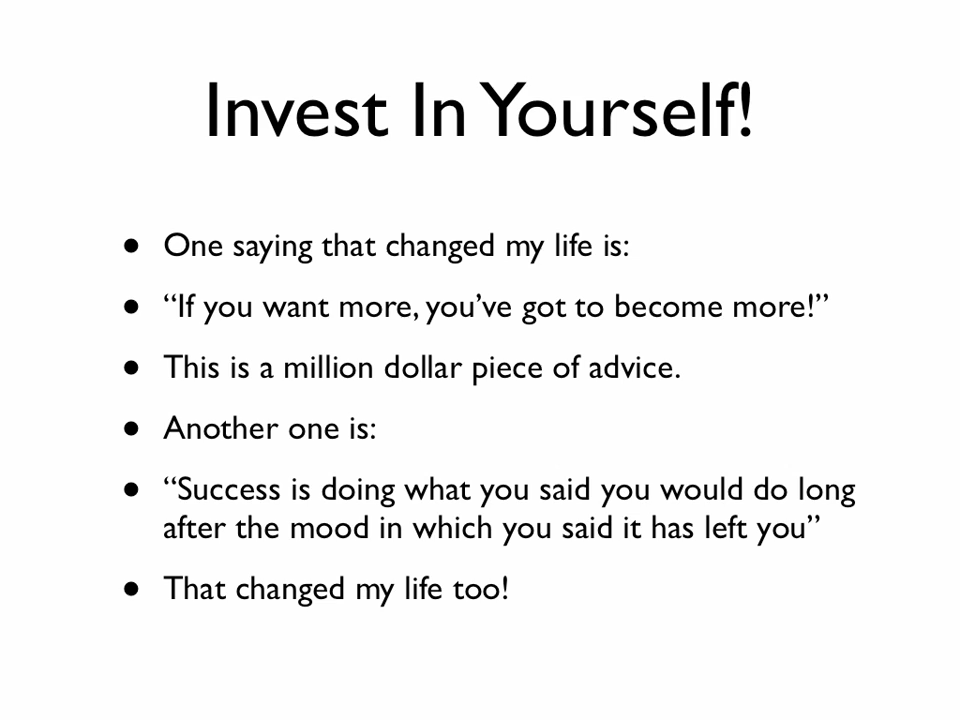 Invest In Yourself!
• One saying that changed my life is:
• “If you want more, you’ve got to become more!”
• This is a million dollar piece of advice.
• Another one is:
• “Success is doing what you said you would do long
after the mood in which you said it has left you”
• That changed my life too!